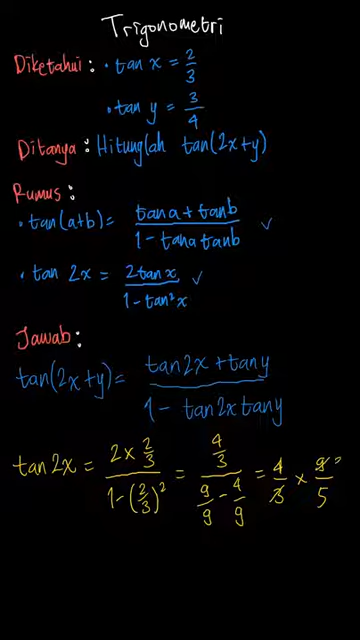 Trigonometri
Diketahui : • tan x = 2/3
• tan y = 3/4
Ditanya : Hitunglah tan(2x+y)
Rumus :
• tan(a+b) = (tan a + tan b)/(1 - tan a tan b) ✓
• tan 2x = (2 tan x)/(1 - tan² x) ✓
Jawab :
tan(2x+y) = (tan 2x + tan y)/(1 - tan 2x tan y)
tan 2x = (2 × 2/3)/(1 - (2/3)²) = (4/3)/(9/9 - 4/9) = 4/3 × 9/5